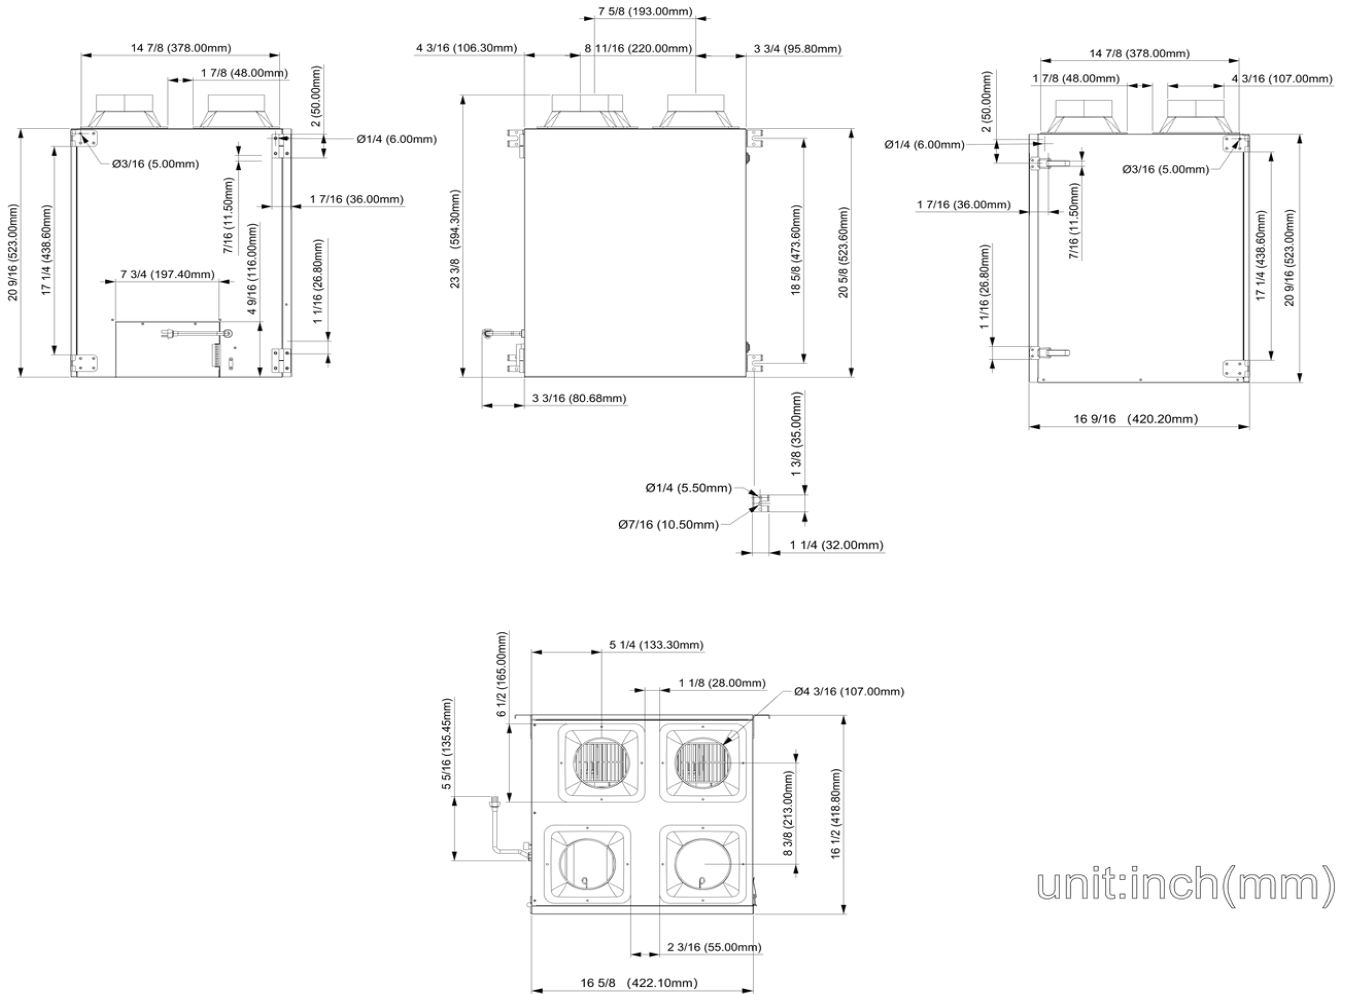 14 7/8 (378.00mm)
1 7/8 (48.00mm)
2 (50.00mm)
Ø1/4 (6.00mm)
Ø3/16 (5.00mm)
1 7/16 (36.00mm)
7/16 (11.50mm)
20 9/16 (523.00mm)
17 1/4 (438.60mm)
7 3/4 (197.40mm)
4 9/16 (116.00mm)
1 1/16 (26.80mm)
7 5/8 (193.00mm)
4 3/16 (106.30mm)
8 11/16 (220.00mm)
3 3/4 (95.80mm)
23 3/8 (594.30mm)
18 5/8 (473.60mm)
20 5/8 (523.60mm)
3 3/16 (80.68mm)
1 3/8 (35.00mm)
Ø1/4 (5.50mm)
Ø7/16 (10.50mm)
1 1/4 (32.00mm)
14 7/8 (378.00mm)
1 7/8 (48.00mm)
4 3/16 (107.00mm)
2 (50.00mm)
Ø1/4 (6.00mm)
Ø3/16 (5.00mm)
1 7/16 (36.00mm)
7/16 (11.50mm)
17 1/4 (438.60mm)
20 9/16 (523.00mm)
1 1/16 (26.80mm)
16 9/16 (420.20mm)
5 1/4 (133.30mm)
6 1/2 (165.00mm)
1 1/8 (28.00mm)
Ø4 3/16 (107.00mm)
5 5/16 (135.45mm)
8 3/8 (213.00mm)
16 1/2 (418.80mm)
2 3/16 (55.00mm)
16 5/8 (422.10mm)
unit:inch(mm)